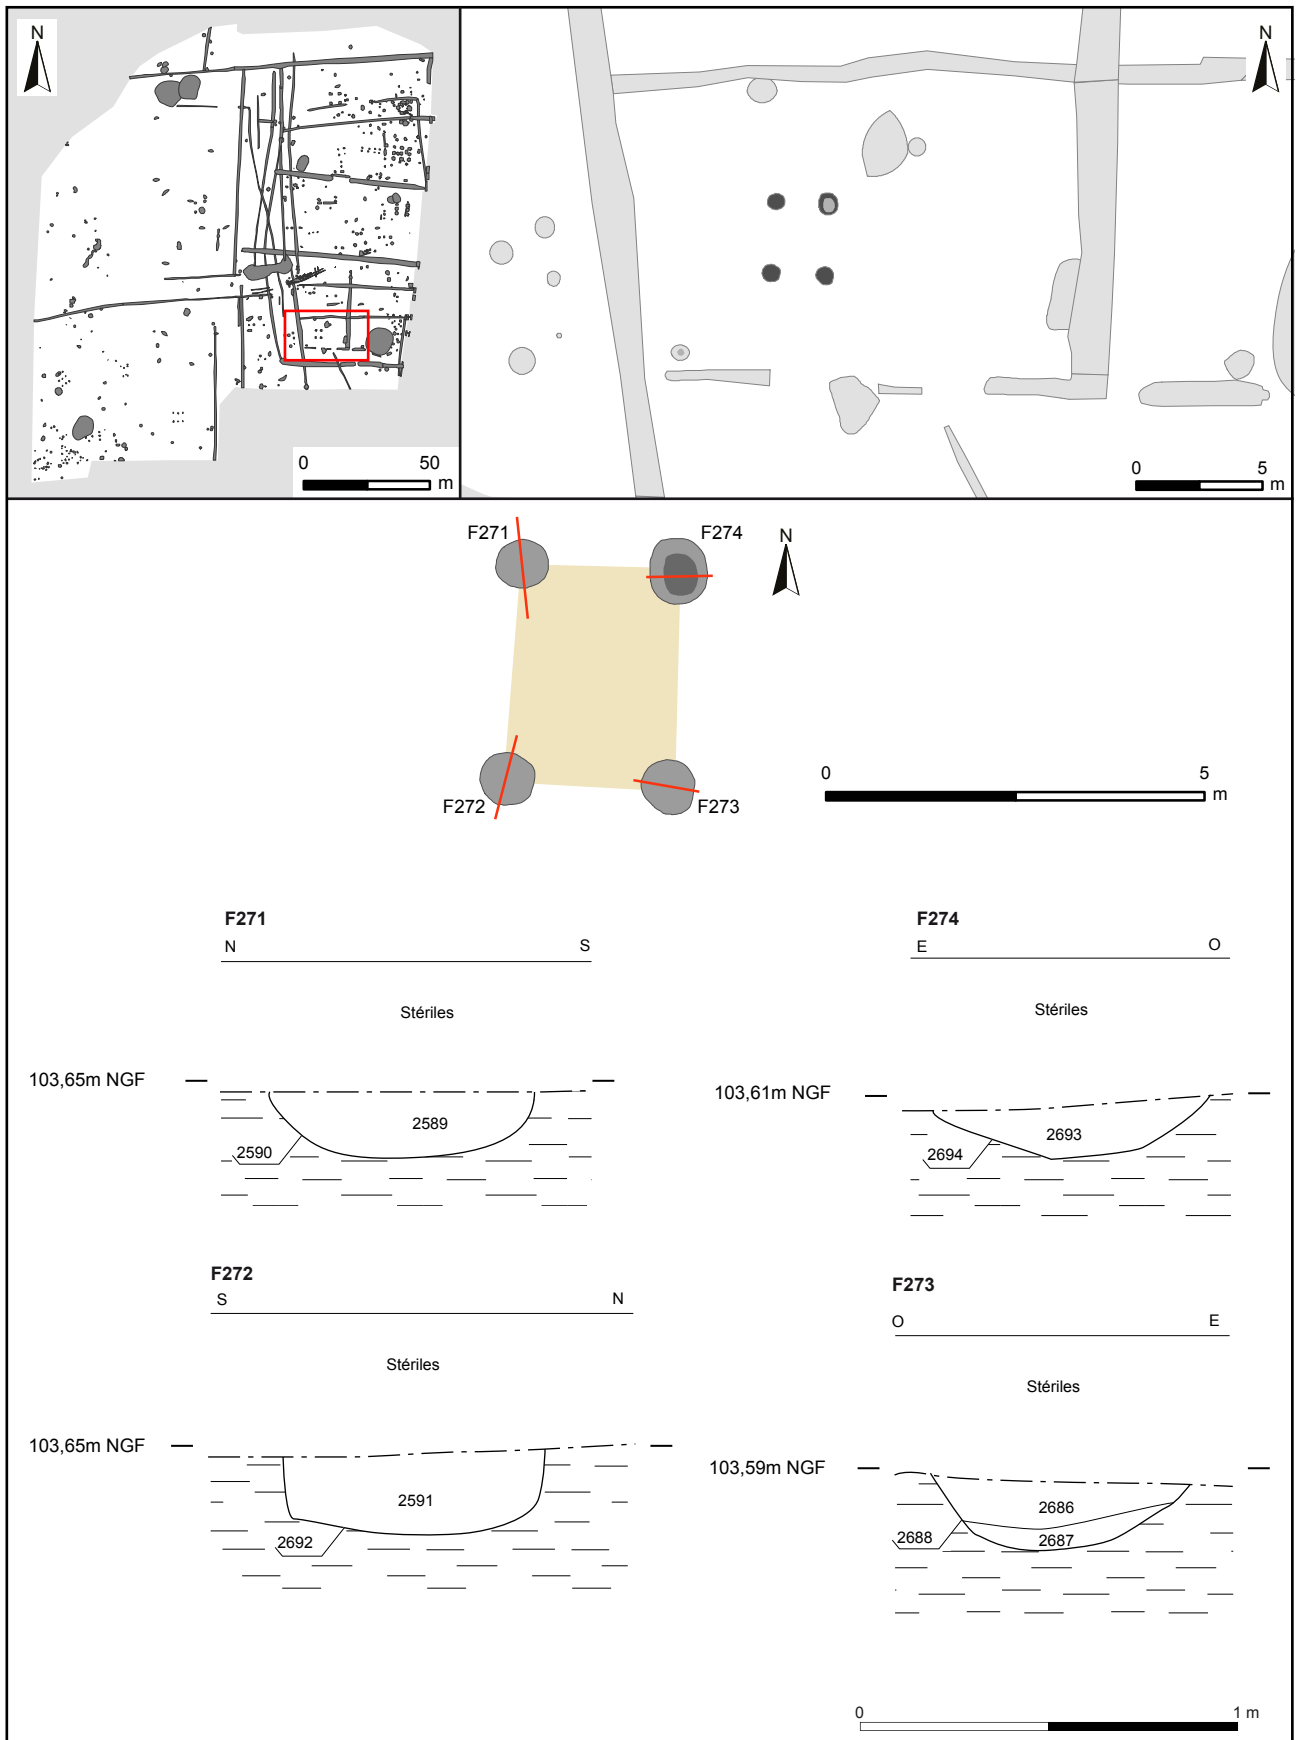 N
0 50
m
N
0 5
m
F271
F274
N
F272
F273
0 5
m
F271
N S
Stériles
103,65m NGF
2589
2590
F274
E O
Stériles
103,61m NGF
2693
2694
F272
S N
Stériles
103,65m NGF
2591
2692
F273
O E
Stériles
103,59m NGF
2686
2688
2687
0 1 m